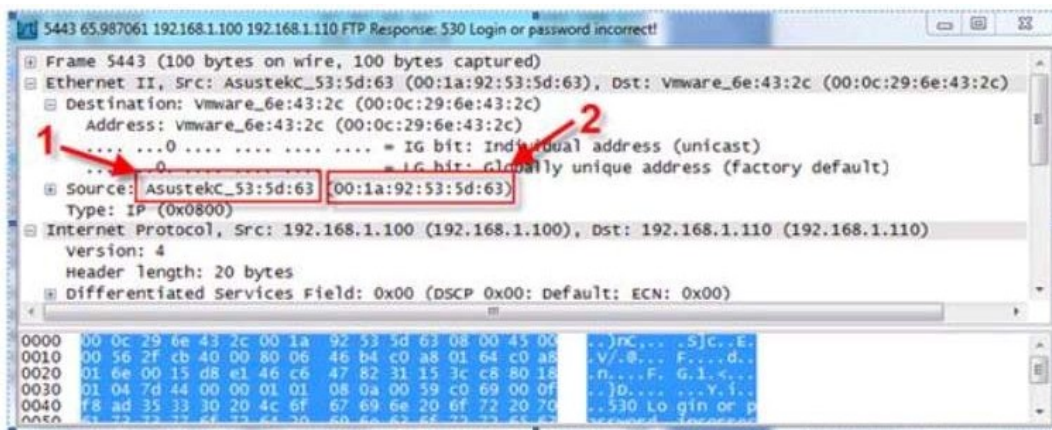 5443 65.987061 192.168.1.100 192.168.1.110 FTP Response: 530 Login or password incorrect!
Frame 5443 (100 bytes on wire, 100 bytes captured)
Ethernet II, Src: AsustekC_53:5d:63 (00:1a:92:53:5d:63), Dst: Vmware_6e:43:2c (00:0c:29:6e:43:2c)
Destination: Vmware_6e:43:2c (00:0c:29:6e:43:2c)
1
Address: Vmware_6e:43:2c (00:0c:29:6e:43:2c)
2
.... ...0 .... .... .... .... = IG bit: Individual address (unicast)
.... ..0. .... .... .... .... = LG bit: Globally unique address (factory default)
Source: AsustekC_53:5d:63 (00:1a:92:53:5d:63)
Type: IP (0x0800)
Internet Protocol, Src: 192.168.1.100 (192.168.1.100), Dst: 192.168.1.110 (192.168.1.110)
Version: 4
Header length: 20 bytes
Differentiated Services Field: 0x00 (DSCP 0x00: Default; ECN: 0x00)
0000 00 0c 29 6e 43 2c 00 1a 92 53 5d 63 08 00 45 00 ..)nC,.. .S]c..E.
0010 00 56 2f cb 40 00 80 06 46 b4 c0 a8 01 64 c0 a8 .V/.@... F....d..
0020 01 6e 00 15 d8 e1 46 c6 47 82 31 15 3c c8 80 18 .n....F. G.1.<...
0030 01 04 7d 44 00 00 01 01 08 0a 00 59 c0 69 00 0f ..}D.... ...Y.i..
0040 f8 ad 35 33 30 20 4c 6f 67 69 6e 20 6f 72 20 70 ..530 Lo gin or p
0050